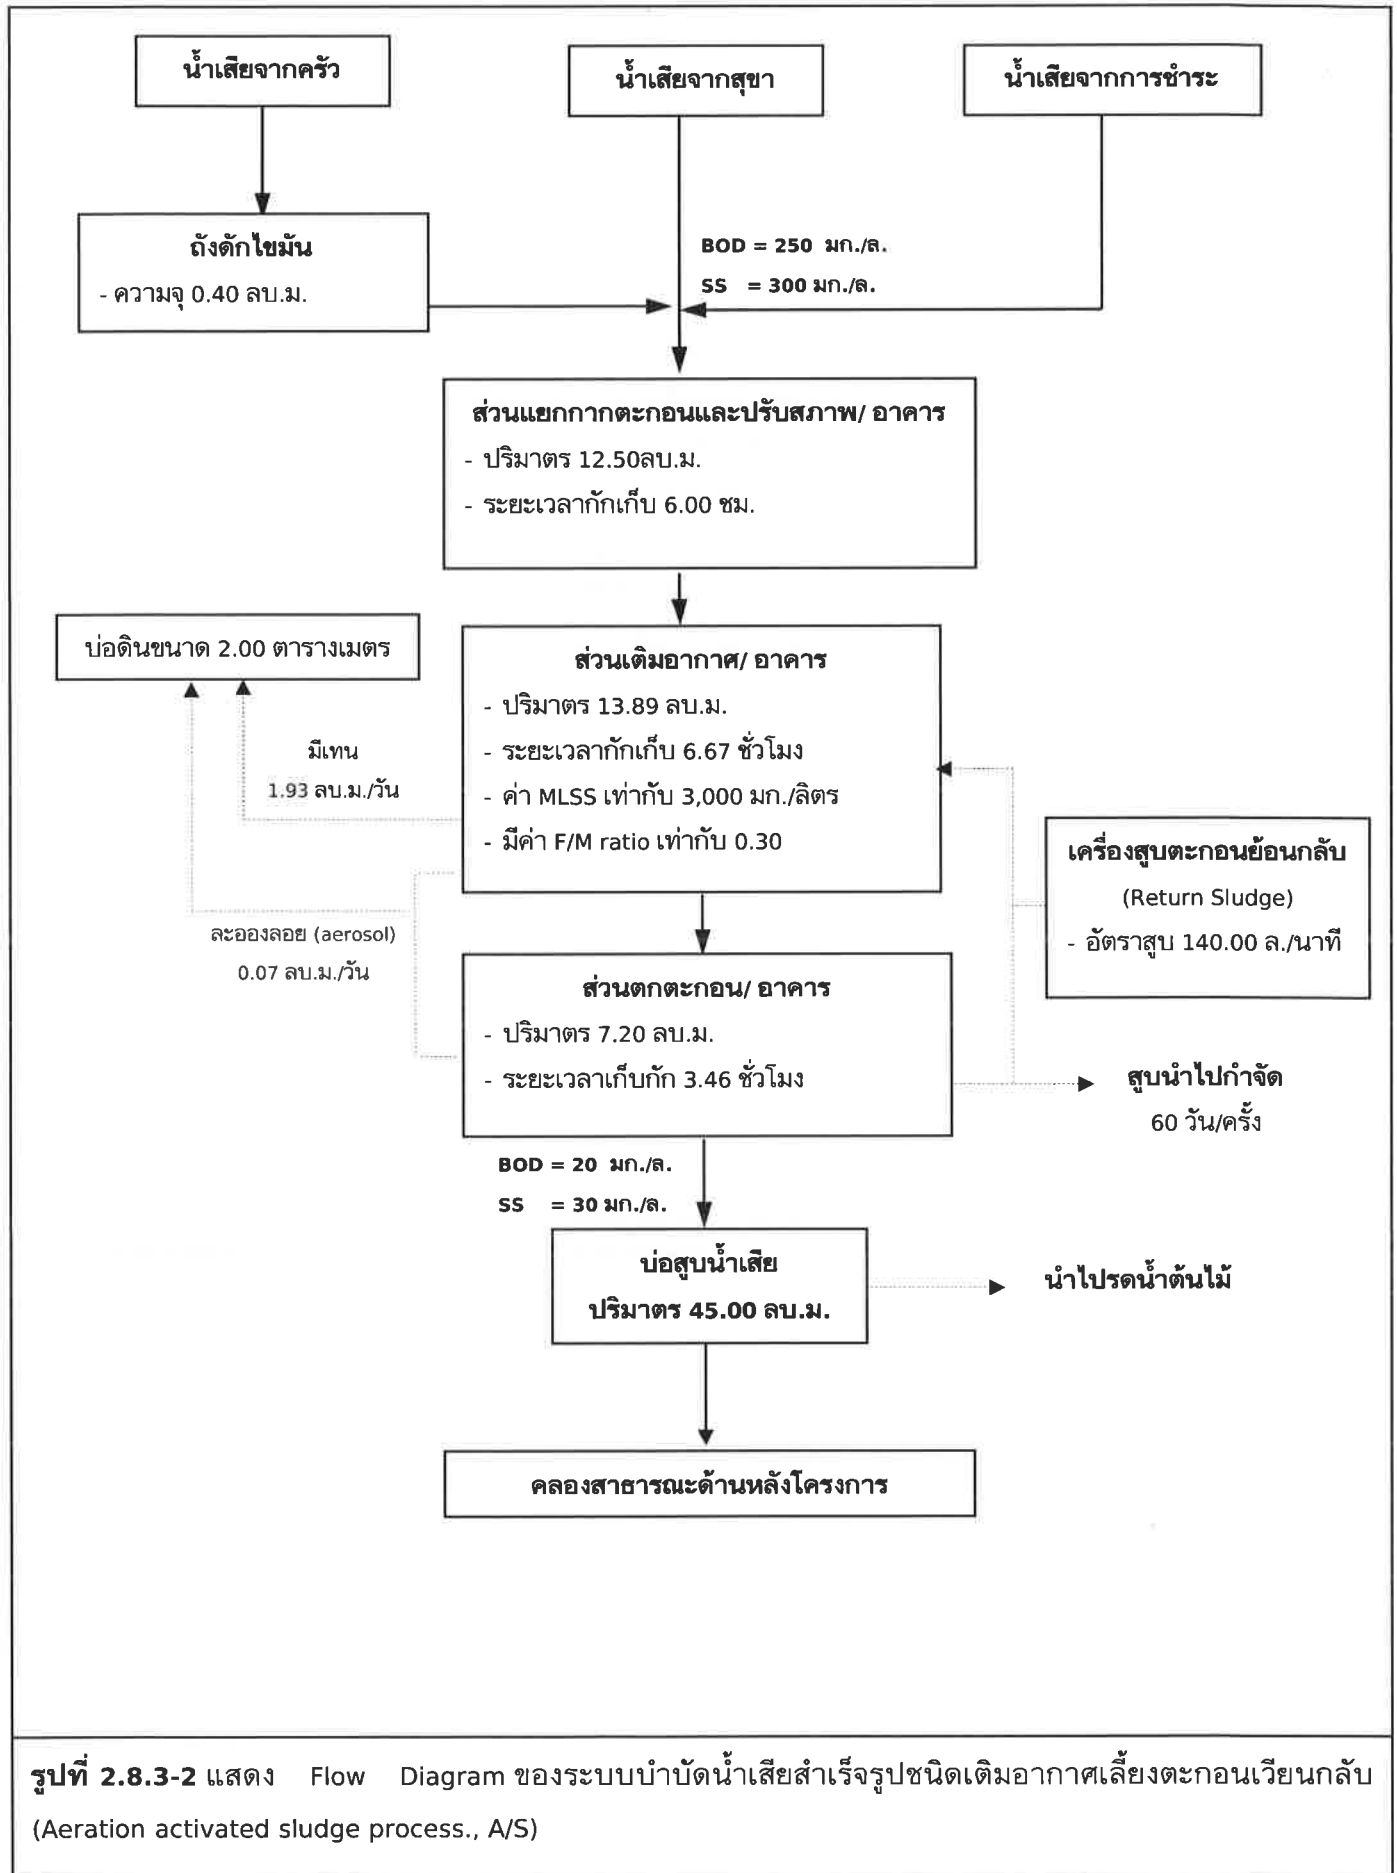 น้ำเสียจากครัว
น้ำเสียจากสุขา
น้ำเสียจากการชำระ
ถังดักไขมัน
- ความจุ 0.40 ลบ.ม.
BOD = 250 มก./ล.
SS = 300 มก./ล.
ส่วนแยกกากตะกอนและปรับสภาพ/ อาคาร
- ปริมาตร 12.50ลบ.ม.
- ระยะเวลากักเก็บ 6.00 ชม.
บ่อดินขนาด 2.00 ตารางเมตร
ส่วนเติมอากาศ/ อาคาร
- ปริมาตร 13.89 ลบ.ม.
- ระยะเวลากักเก็บ 6.67 ชั่วโมง
- ค่า MLSS เท่ากับ 3,000 มก./ลิตร
- มีค่า F/M ratio เท่ากับ 0.30
มีเทน
1.93 ลบ.ม./วัน
เครื่องสูบตะกอนย้อนกลับ
(Return Sludge)
- อัตราสูบ 140.00 ล./นาที
ละอองลอย (aerosol)
0.07 ลบ.ม./วัน
ส่วนตกตะกอน/ อาคาร
- ปริมาตร 7.20 ลบ.ม.
- ระยะเวลาเก็บกัก 3.46 ชั่วโมง
สูบนำไปกำจัด
60 วัน/ครั้ง
BOD = 20 มก./ล.
SS = 30 มก./ล.
บ่อสูบน้ำเสีย
ปริมาตร 45.00 ลบ.ม.
นำไปรดน้ำต้นไม้
คลองสาธารณะด้านหลังโครงการ
รูปที่ 2.8.3-2 แสดง Flow Diagram ของระบบบำบัดน้ำเสียสำเร็จรูปชนิดเติมอากาศเลี้ยงตะกอนเวียนกลับ
(Aeration activated sludge process., A/S)